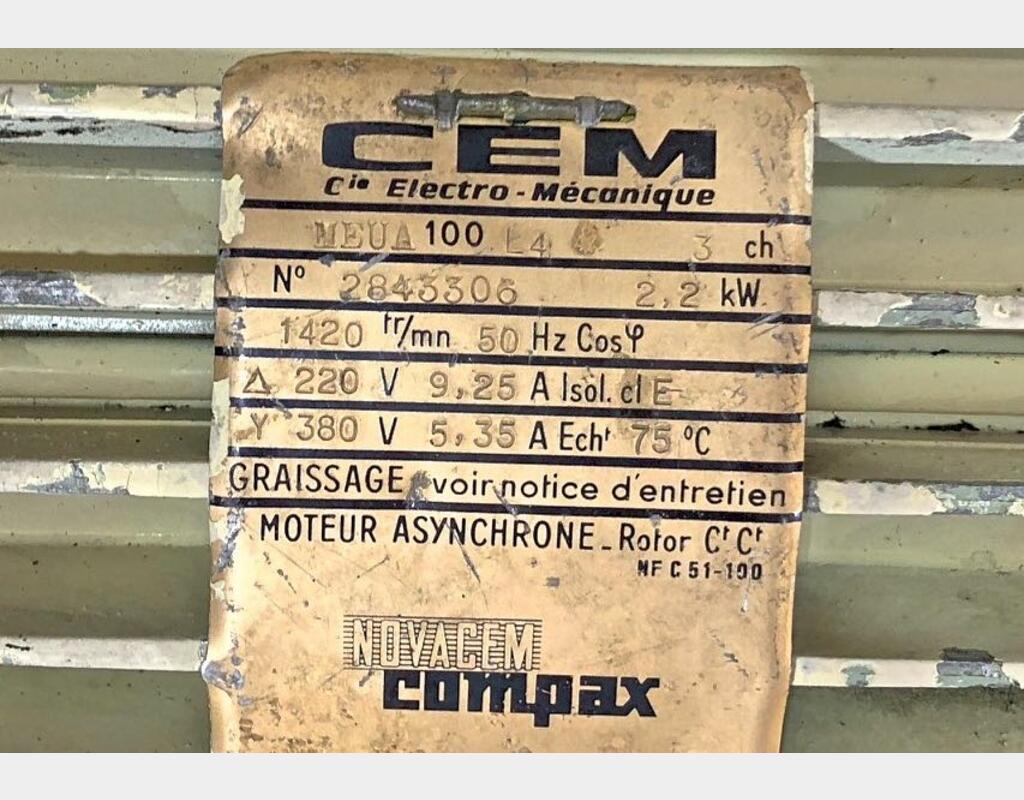 CEM
Cie Electro-Mécanique
MEUA 100 L4 3 ch
N° 2843306 2,2 kW
1420 tr/mn 50 Hz Cosφ
Δ 220 V 9,25 A Isol. cl E
Y 380 V 5,35 A Echt 75 °C
GRAISSAGE voir notice d'entretien
MOTEUR ASYNCHRONE_Rotor Ct Ct
NF C 51-100
NOVACEM
compax